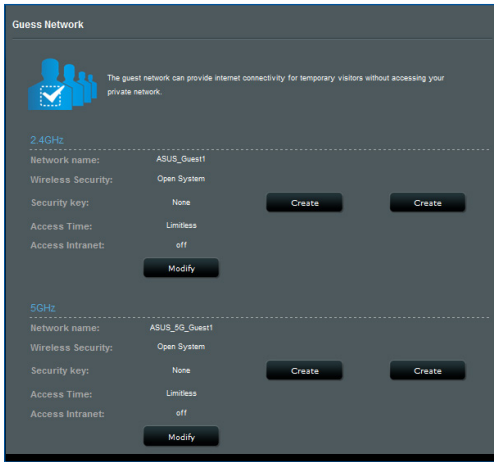 Guess Network
The guest network can provide internet connectivity for temporary visitors without accessing your
private network.
2.4GHz
Network name: ASUS_Guest1
Wireless Security: Open System
Security key: None Create Create
Access Time: Limitless
Access Intranet: off
Modify
5GHz
Network name: ASUS_5G_Guest1
Wireless Security: Open System
Security key: None Create Create
Access Time: Limitless
Access Intranet: off
Modify